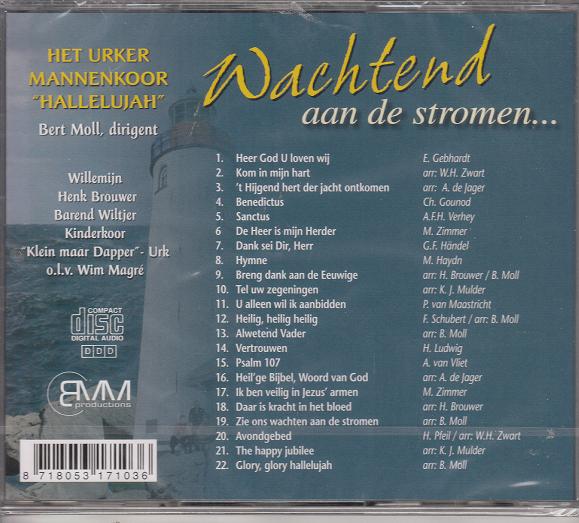 HET URKER
MANNENKOOR
"HALLELUJAH"
Bert Moll, dirigent
Willemijn
Henk Brouwer
Barend Wiltjer
Kinderkoor
"Klein maar Dapper"- Urk
o.l.v. Wim Magré
COMPACT
disc
DIGITAL AUDIO
DDD
BMM
productions
8 718053 171036
Wachtend
aan de stromen...
1. Heer God U loven wij E. Gebhardt
2. Kom in mijn hart arr: W.H. Zwart
3. 't Hijgend hert der jacht ontkomen arr: A. de Jager
4. Benedictus Ch. Gounod
5. Sanctus A.F.H. Verhey
6. De Heer is mijn Herder M. Zimmer
7. Dank sei Dir, Herr G.F. Händel
8. Hymne M. Haydn
9. Breng dank aan de Eeuwige arr: H. Brouwer / B. Moll
10. Tel uw zegeningen arr: K. J. Mulder
11. U alleen wil ik aanbidden P. van Maastricht
12. Heilig, heilig heilig F. Schubert / arr: B. Moll
13. Alwetend Vader arr: B. Moll
14. Vertrouwen H. Ludwig
15. Psalm 107 A. van Vliet
16. Heil'ge Bijbel, Woord van God arr: A. de Jager
17. Ik ben veilig in Jezus' armen M. Zimmer
18. Daar is kracht in het bloed arr: H. Brouwer
19. Zie ons wachten aan de stromen arr: B. Moll
20. Avondgebed H. Pfeil / arr: W.H. Zwart
21. The happy jubilee arr: K. J. Mulder
22. Glory, glory hallelujah arr: B. Moll